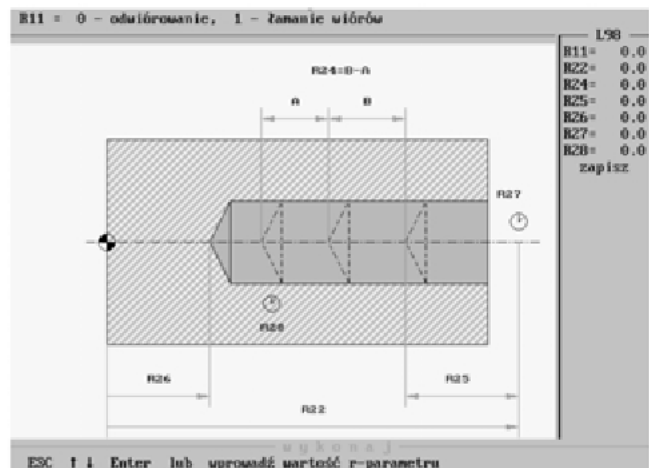 R11 = 0 - odwiórowanie, 1 - łamanie wiórów
L98
R11= 0.0
R22= 0.0
R24= 0.0
R25= 0.0
R26= 0.0
R27= 0.0
R28= 0.0
zapisz
R24=B-A
A B
R27
R28
R26 R25
R22
wykonaj
ESC ↑ ↓ Enter lub wprowadź wartość r-parametru